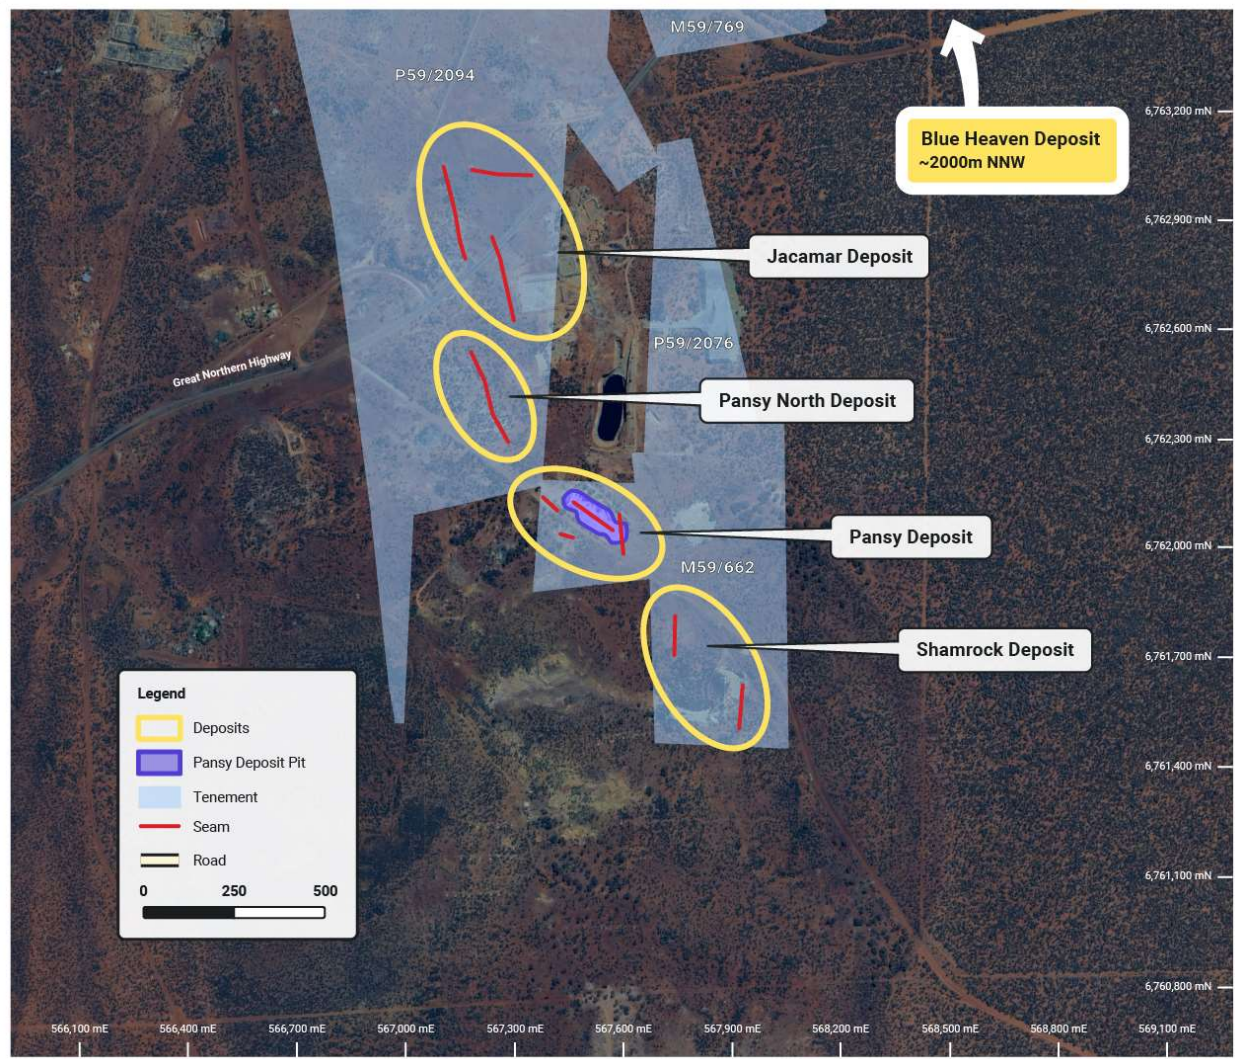 M59/769
P59/2094
6,763,200 mN
Blue Heaven Deposit
~2000m NNW
6,762,900 mN
Jacamar Deposit
6,762,600 mN
P59/2076
Great Northern Highway
Pansy North Deposit
6,762,300 mN
Pansy Deposit
6,762,000 mN
M59/662
Shamrock Deposit
6,761,700 mN
Legend
Deposits
Pansy Deposit Pit
Tenement
Seam
Road
0 250 500
6,761,400 mN
6,761,100 mN
6,760,800 mN
566,100 mE 566,400 mE 566,700 mE 567,000 mE 567,300 mE 567,600 mE 567,900 mE 568,200 mE 568,500 mE 568,800 mE 569,100 mE